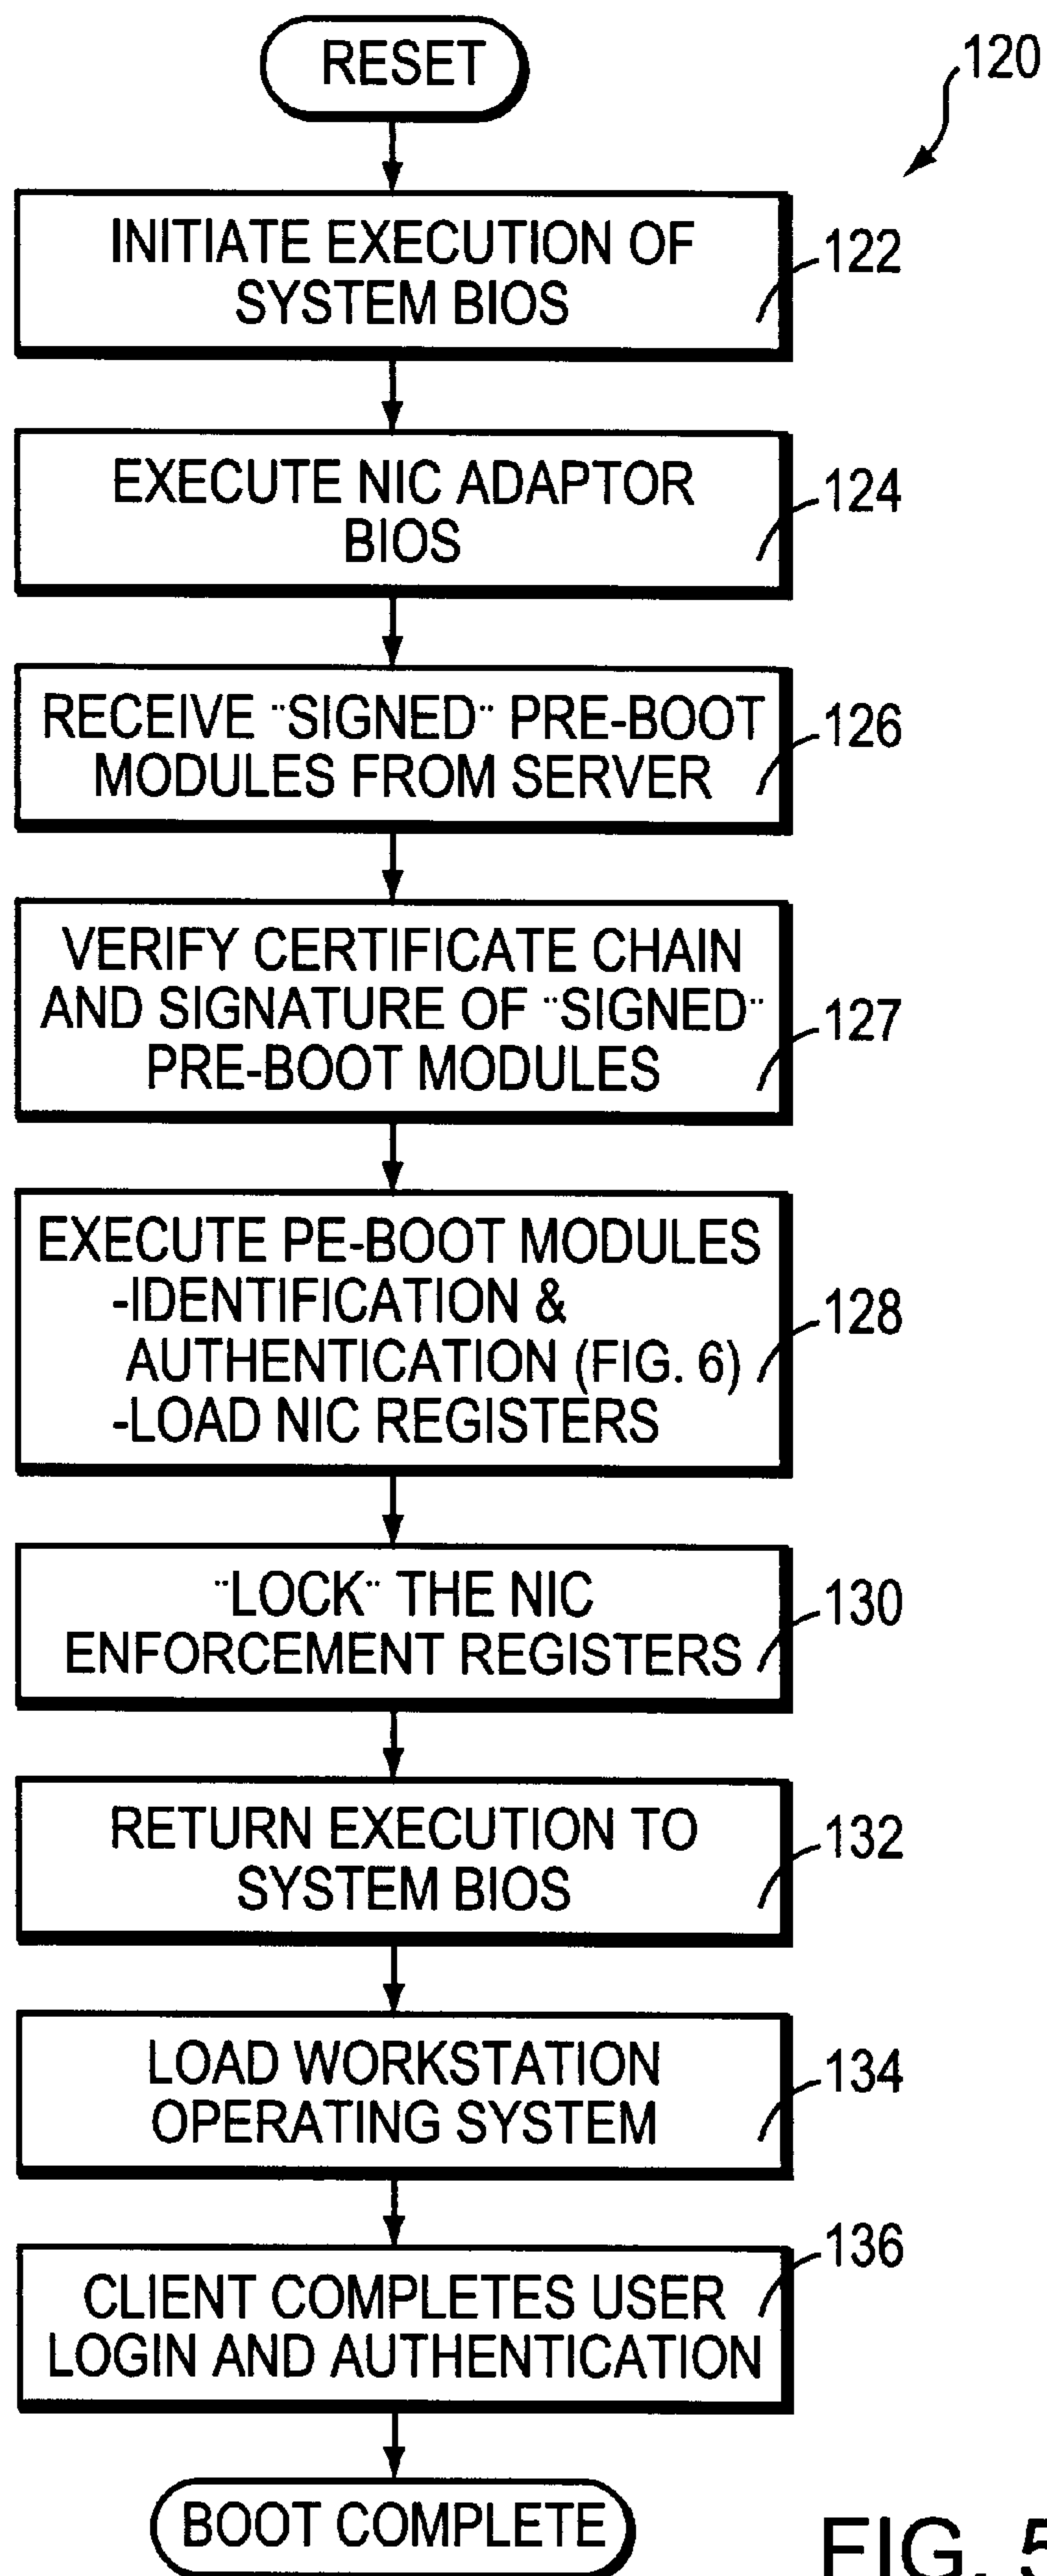 RESET
120
INITIATE EXECUTION OF
SYSTEM BIOS
122
EXECUTE NIC ADAPTOR
BIOS
124
RECEIVE "SIGNED" PRE-BOOT
MODULES FROM SERVER
126
VERIFY CERTIFICATE CHAIN
AND SIGNATURE OF "SIGNED"
PRE-BOOT MODULES
127
EXECUTE PE-BOOT MODULES
-IDENTIFICATION &
AUTHENTICATION (FIG. 6)
-LOAD NIC REGISTERS
128
"LOCK" THE NIC
ENFORCEMENT REGISTERS
130
RETURN EXECUTION TO
SYSTEM BIOS
132
LOAD WORKSTATION
OPERATING SYSTEM
134
CLIENT COMPLETES USER
LOGIN AND AUTHENTICATION
136
BOOT COMPLETE
FIG. 5